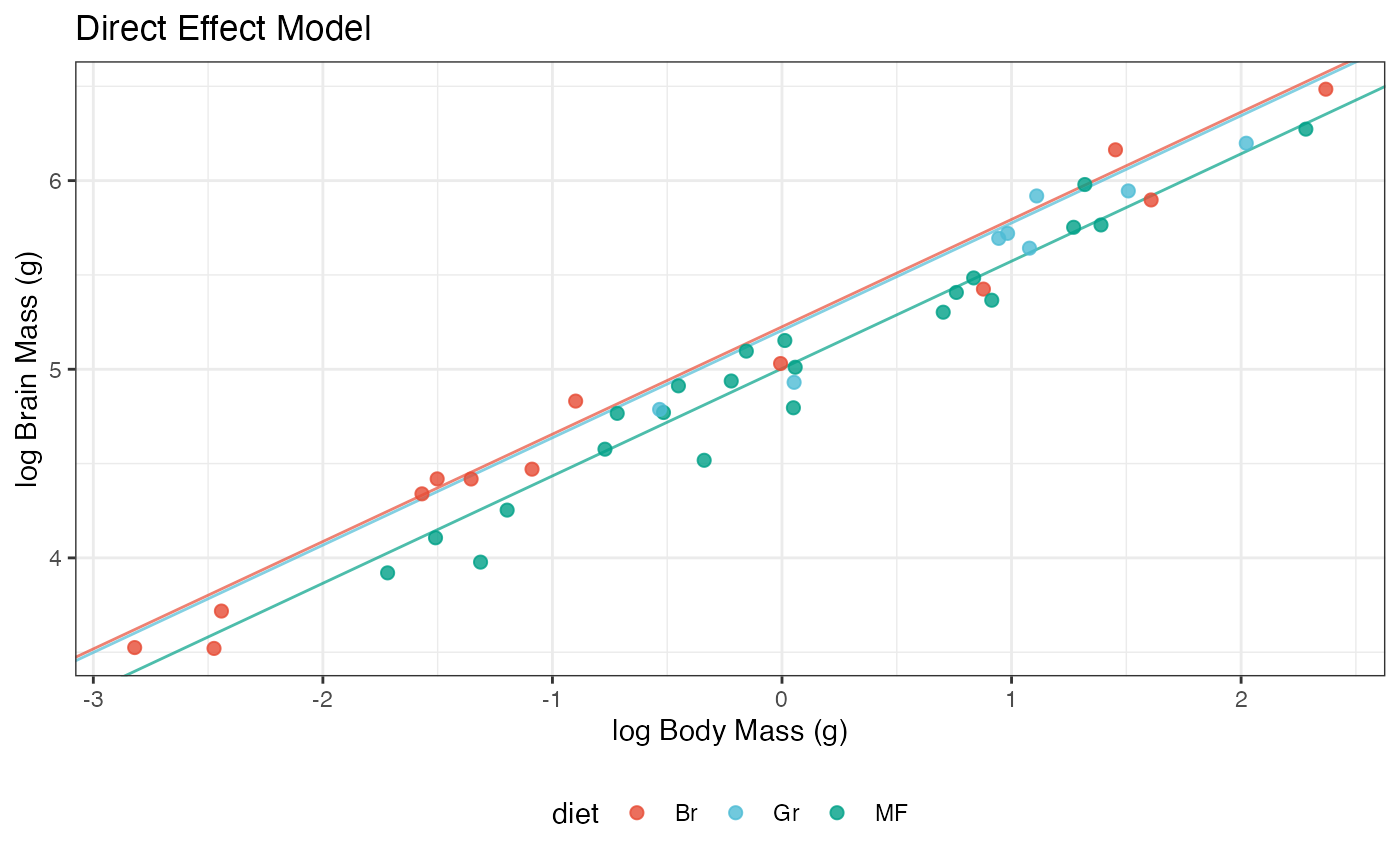 Direct Effect Model
log Brain Mass (g)
6
5
4
-3 -2 -1 0 1 2
log Body Mass (g)
diet Br Gr MF